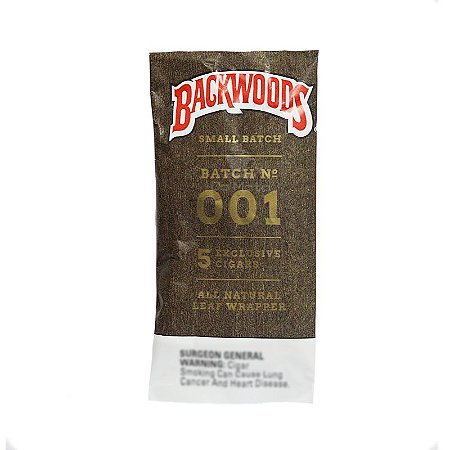 BACKWOODS
SMALL BATCH
BATCH Nº
001
5 EXCLUSIVE
CIGARS
ALL NATURAL
LEAF WRAPPER
SURGEON GENERAL
WARNING: Cigar
Smoking Can Cause Lung
Cancer And Heart Disease.